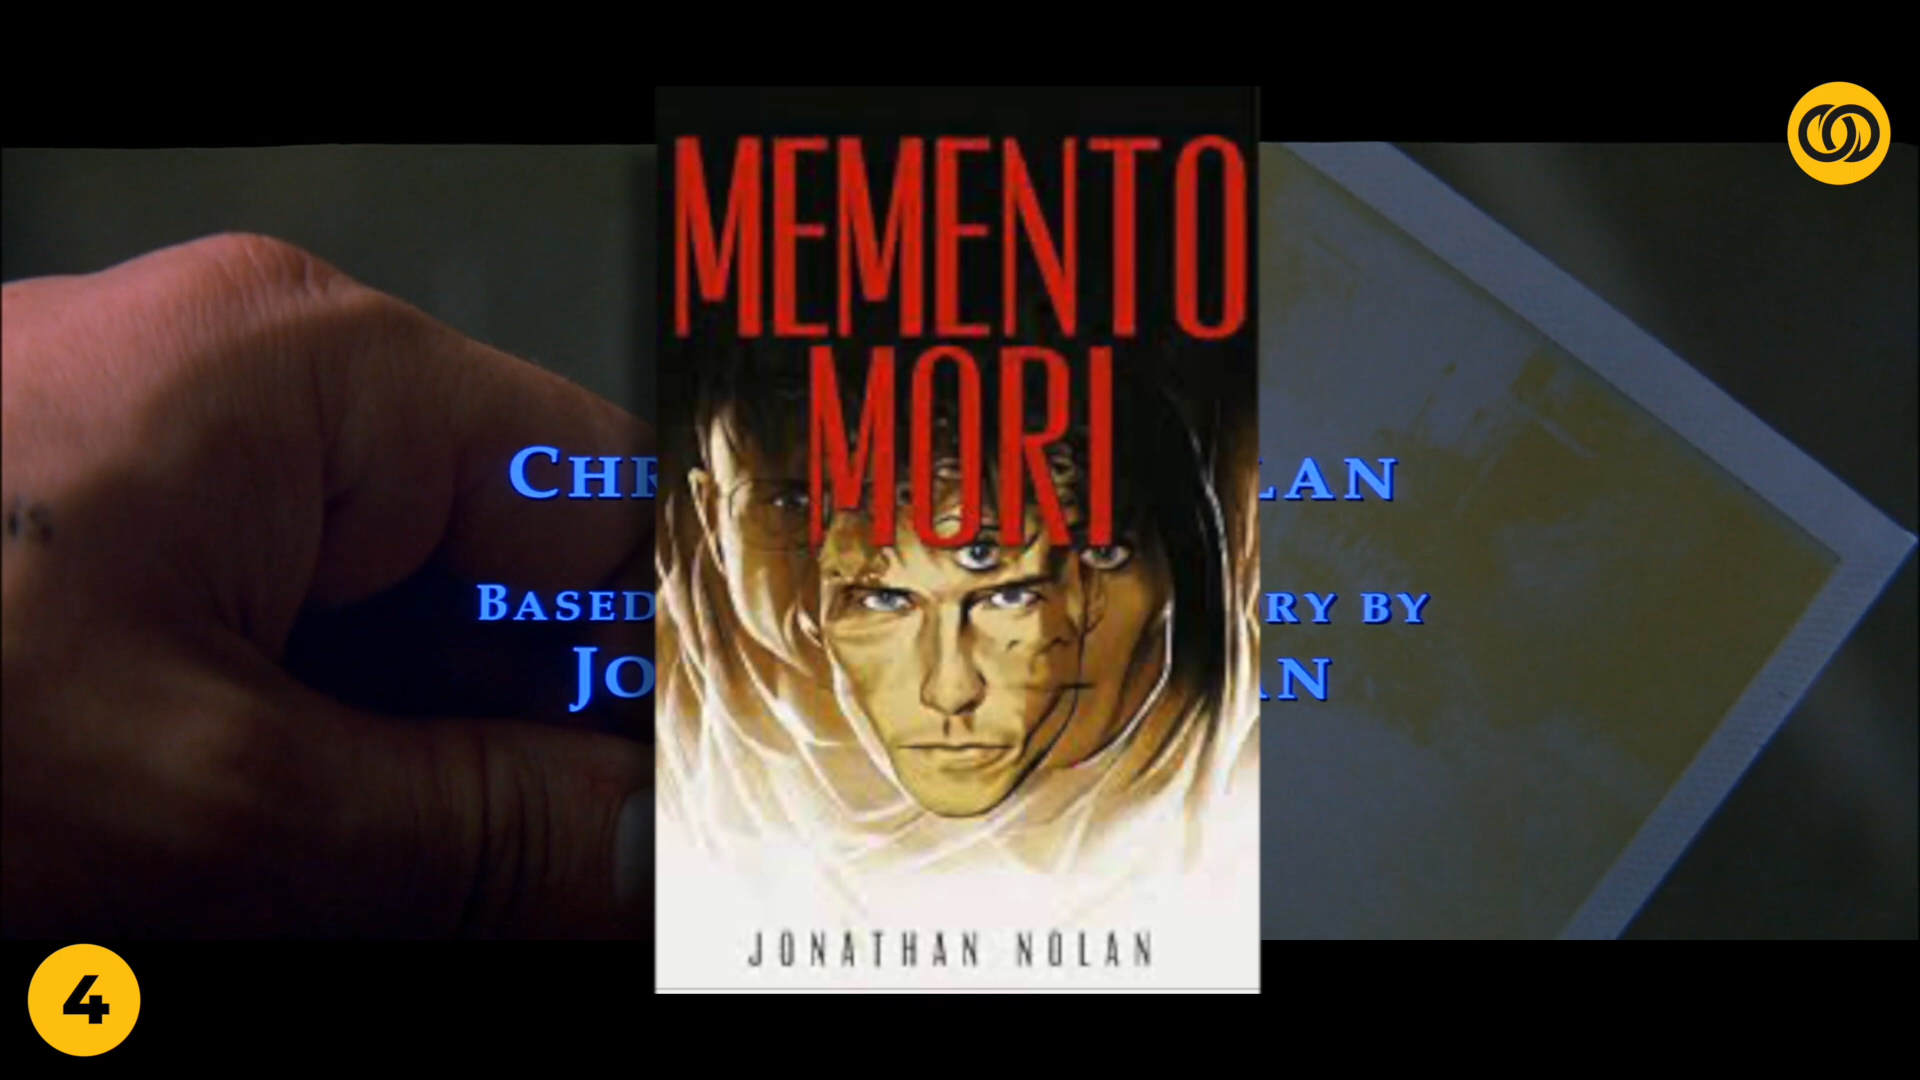 MEMENTO
MORI
CHR LAN
BASED RY BY
JO AN
JONATHAN NOLAN
4